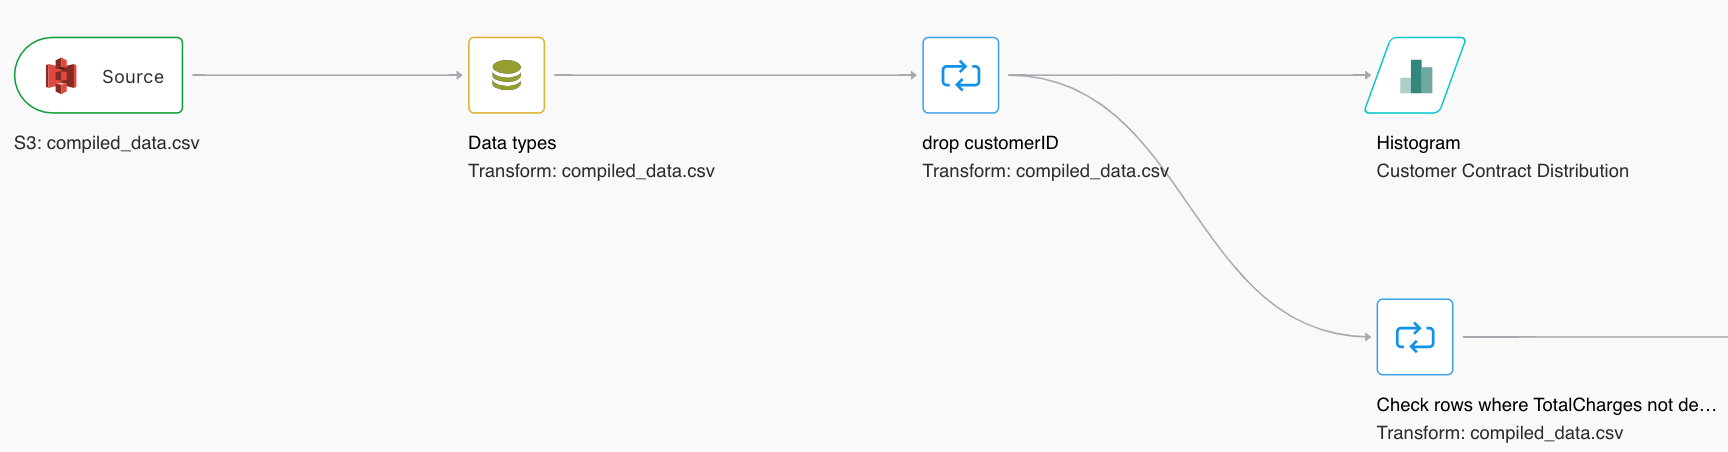 Source
S3: compiled_data.csv
Data types
Transform: compiled_data.csv
drop customerID
Transform: compiled_data.csv
Histogram
Customer Contract Distribution
Check rows where TotalCharges not de…
Transform: compiled_data.csv